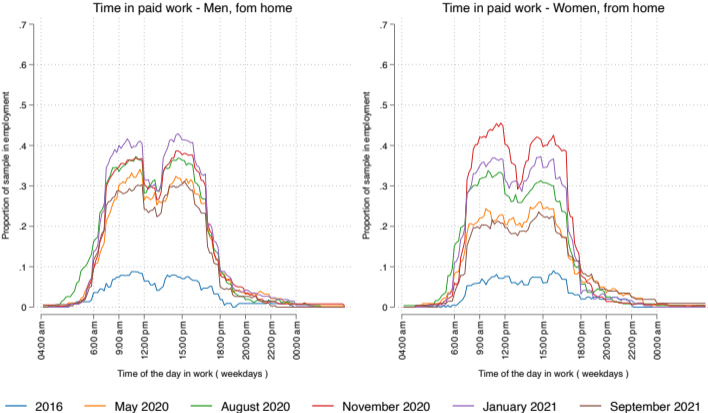 Time in paid work - Men, fom home
.7
.6
.5
.4
.3
.2
.1
0
Proportion of sample in employment
04:00 am
6:00 am
9:00 am
12:00 pm
15:00 pm
18:00 pm
20:00 pm
22:00 pm
00:00 am
Time of the day in work ( weekdays )
Time in paid work - Women, from home
.7
.6
.5
.4
.3
.2
.1
0
Proportion of sample in employment
04:00 am
6:00 am
9:00 am
12:00 pm
15:00 pm
18:00 pm
20:00 pm
22:00 pm
00:00 am
Time of the day in work ( weekdays )
2016 May 2020 August 2020 November 2020 January 2021 September 2021